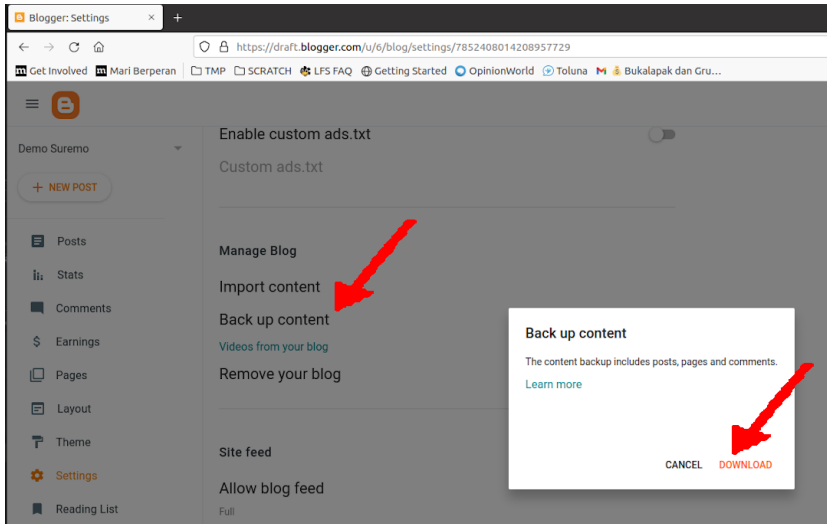 Blogger: Settings
https://draft.blogger.com/u/6/blog/settings/7852408014208957729
Get Involved Mari Berperan TMP SCRATCH LFS FAQ Getting Started OpinionWorld Toluna Bukalapak dan Gru...
Demo Suremo
NEW POST
Posts
Stats
Comments
Earnings
Pages
Layout
Theme
Settings
Reading List
Enable custom ads.txt
Custom ads.txt
Manage Blog
Import content
Back up content
Videos from your blog
Remove your blog
Site feed
Allow blog feed
Full
Back up content
The content backup includes posts, pages and comments.
Learn more
CANCEL DOWNLOAD